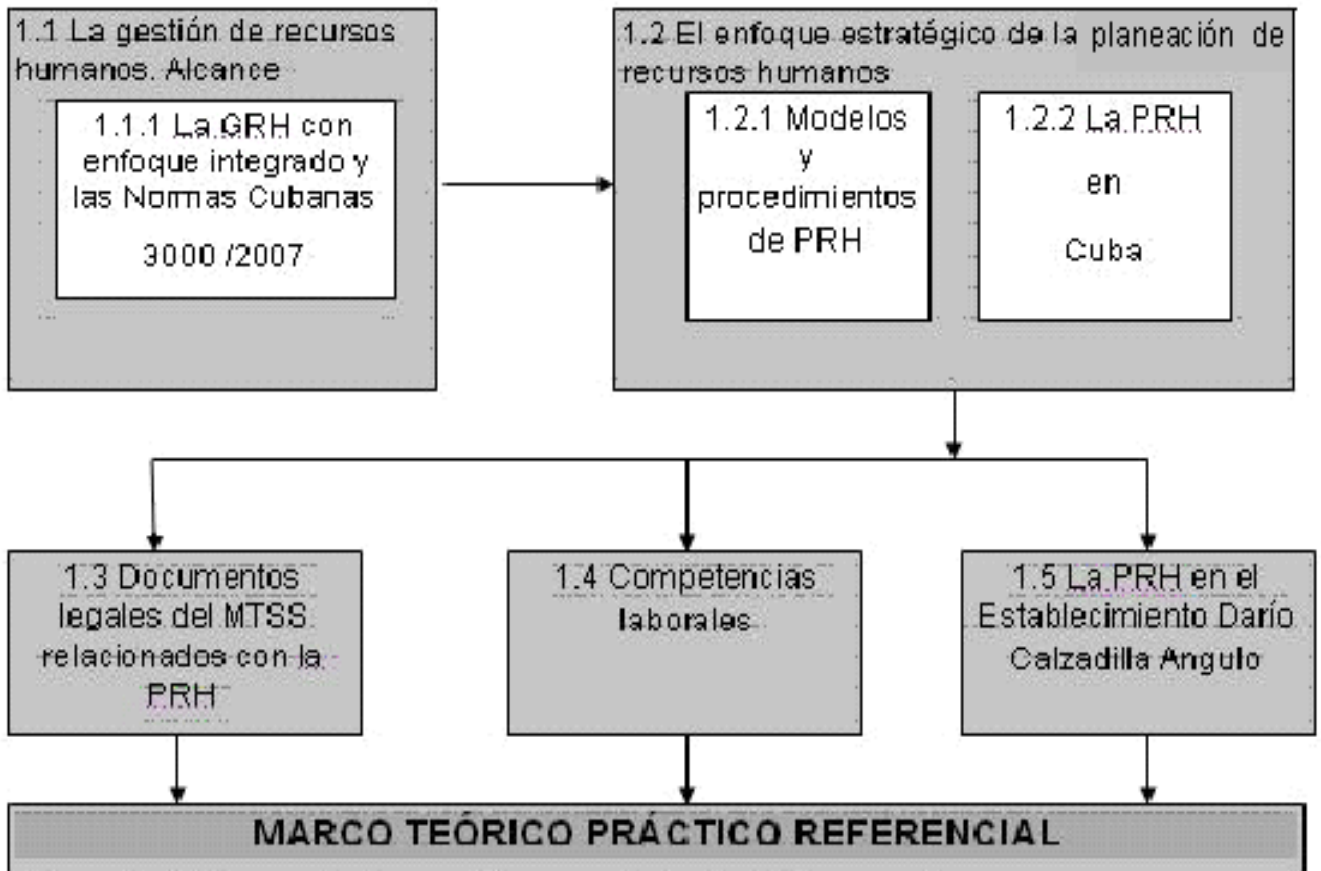 1.1 La gestión de recursos
humanos. Alcance
1.1.1 La GRH con
enfoque integrado y
las Normas Cubanas
3000 /2007
1.2 El enfoque estratégico de la planeación de
recursos humanos
1.2.1 Modelos
y
procedimientos
de PRH
1.2.2 La PRH
en
Cuba
1.3 Documentos
legales del MTSS
relacionados con la
PRH
1.4 Competencias
laborales
1.5 La PRH en el
Establecimiento Darío
Calzadilla Angulo
MARCO TEÓRICO PRÁCTICO REFERENCIAL